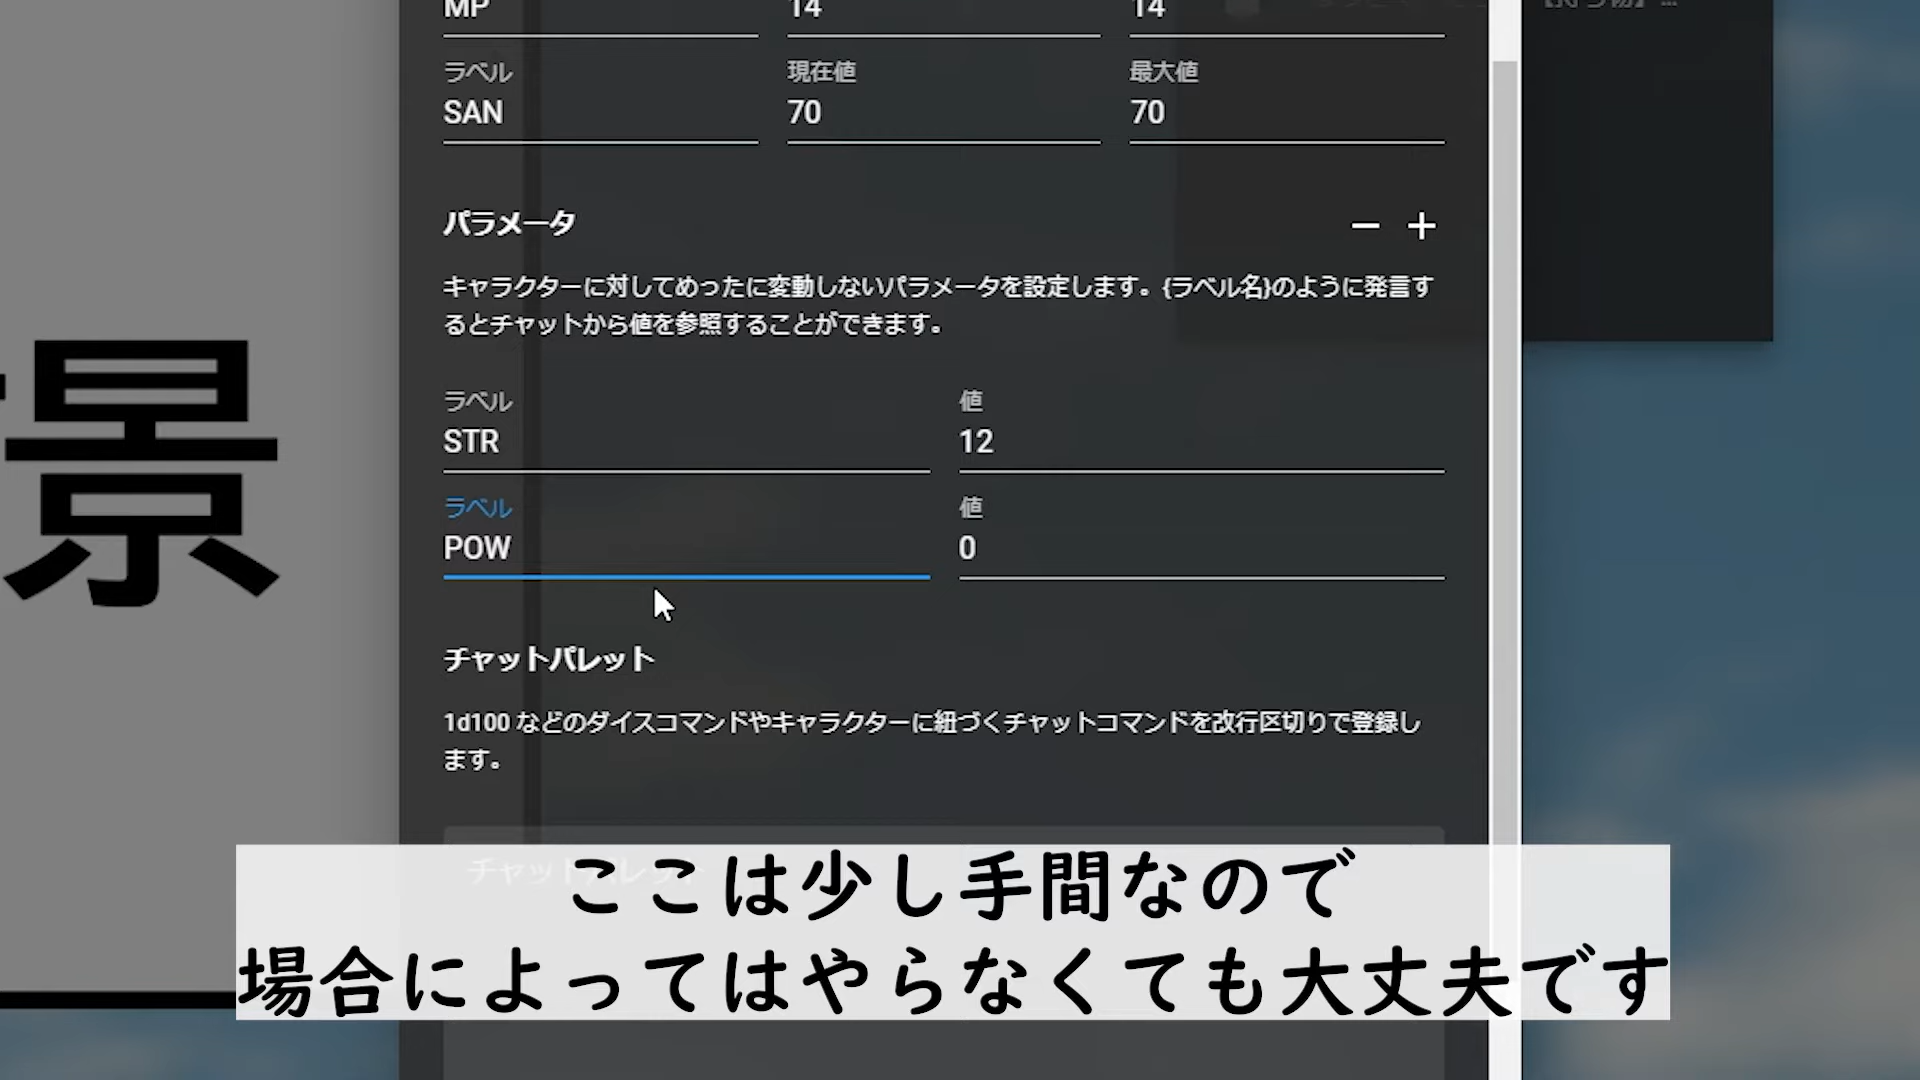 MP 14 14
ラベル 現在値 最大値
SAN 70 70
パラメータ
キャラクターに対してめったに変動しないパラメータを設定します。{ラベル名}のように発言す
るとチャットから値を参照することができます。
ラベル 値
STR 12
ラベル 値
POW 0
チャットパレット
1d100 などのダイスコマンドやキャラクターに紐づくチャットコマンドを改行区切りで登録し
ます。
チャットパレット
ここは少し手間なので
場合によってはやらなくても大丈夫です
景